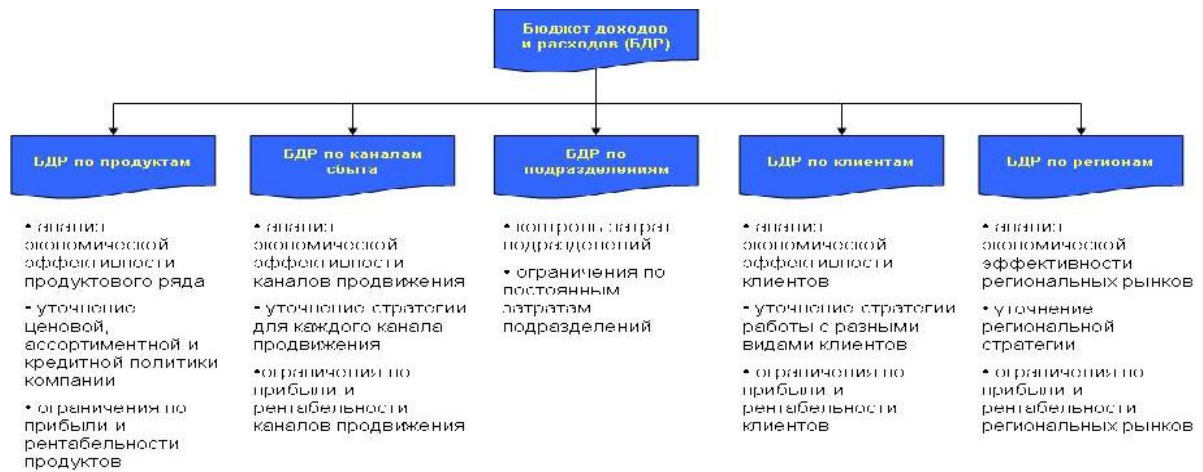 Бюджет доходов
и расходов (БДР)
БДР по продуктам
БДР по каналам
сбыта
БДР по
подразделениям
БДР по клиентам
БДР по регионам
• анализ
экономической
эффективности
продуктового ряда
- уточнение
ценовой,
ассортиментной и
кредитной политики
компании
• ограничения по
прибыли и
рентабельности
продуктов
• анализ
экономической
эффективности
каналов продвижения
- уточнение стратегии
для каждого канала
продвижения
•ограничения по
прибыли и
рентабельности
каналов продвижения
• контроль затрат
подразделений
• ограничения по
постоянным
затратам
подразделений
• анализ
экономической
эффективности
клиентов
- уточнение стратегии
работы с разными
видами клиентов
• ограничения по
прибыли и
рентабельности
клиентов
• анализ
экономической
эффективности
региональных рынков
• уточнение
региональной
стратегии
• ограничения по
прибыли и
рентабельности
региональных рынков